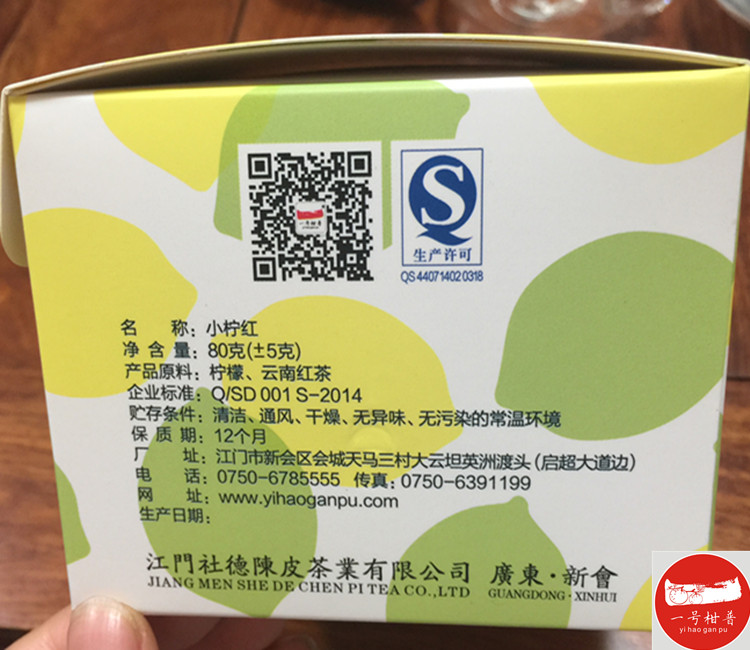 一号柑普
生产许可
QS440714020318
名 称：小柠红
净含量：80克(±5克)
产品原料：柠檬、云南红茶
企业标准：Q/SD 001 S-2014
贮存条件：清洁、通风、干燥、无异味、无污染的常温环境
保质期：12个月
厂 址：江门市新会区会城天马三村大云坦英洲渡头（启超大道边）
电 话：0750-6785555 传真：0750-6391199
网 址：www.yihaoganpu.com
生产日期：
江門社德陳皮茶業有限公司 廣東·新會
JIANG MEN SHE DE CHEN PI TEA CO.,LTD GUANGDONG·XINHUI
一号柑普
yi hao gan pu